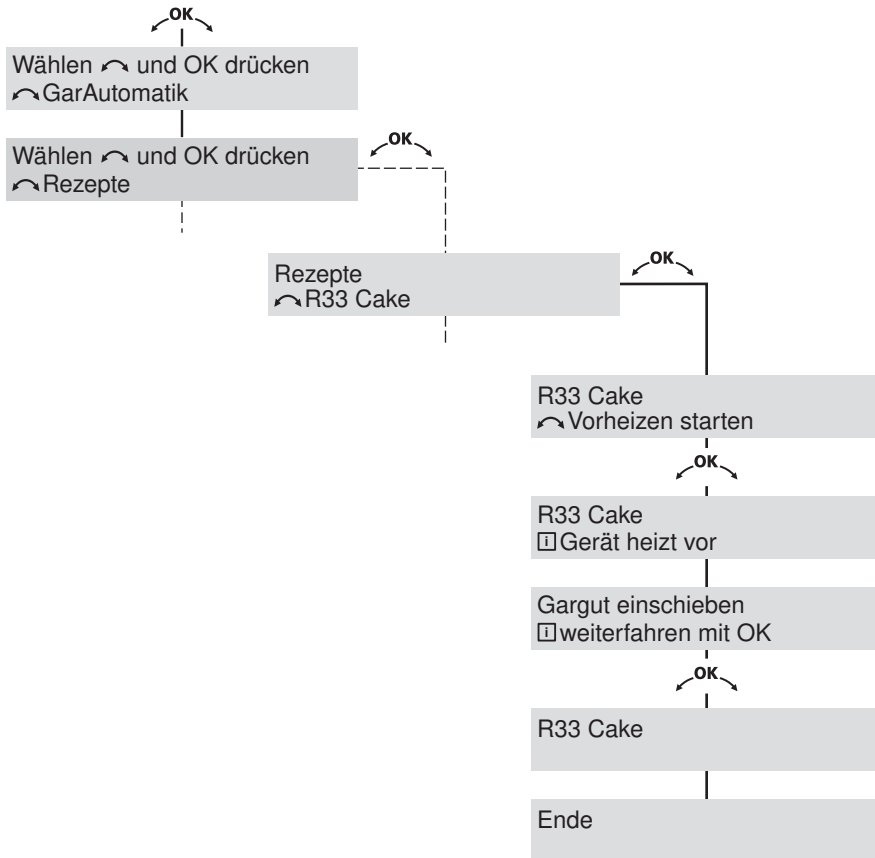 OK
Wählen und OK drücken
GarAutomatik
Wählen und OK drücken
Rezepte
OK
Rezepte
R33 Cake
OK
R33 Cake
Vorheizen starten
OK
R33 Cake
i Gerät heizt vor
Gargut einschieben
i weiterfahren mit OK
OK
R33 Cake
Ende